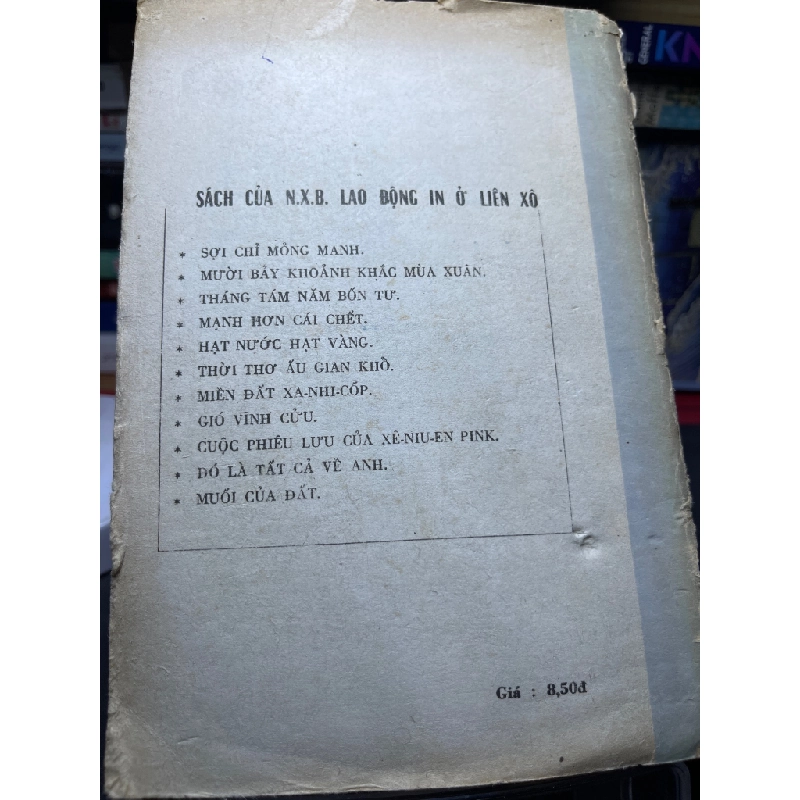 SÁCH CỦA N.X.B. LAO ĐỘNG IN Ở LIÊN XÔ
* SỢI CHỈ MỎNG MANH.
* MƯỜI BẢY KHOẢNH KHẮC MÙA XUÂN.
* THÁNG TÁM NĂM BỐN TƯ.
* MẠNH HƠN CÁI CHẾT.
* HẠT NƯỚC HẠT VÀNG.
* THỜI THƠ ẤU GIAN KHỔ.
* MIỀN ĐẤT XA-NHI-CỐP.
* GIÓ VĨNH CỬU.
* CUỘC PHIÊU LƯU CỦA XÊ-NIU-EN PINK.
* ĐÓ LÀ TẤT CẢ VỀ ANH.
* MUỐI CỦA ĐẤT.
Giá : 8,50đ
GENERAL
KN